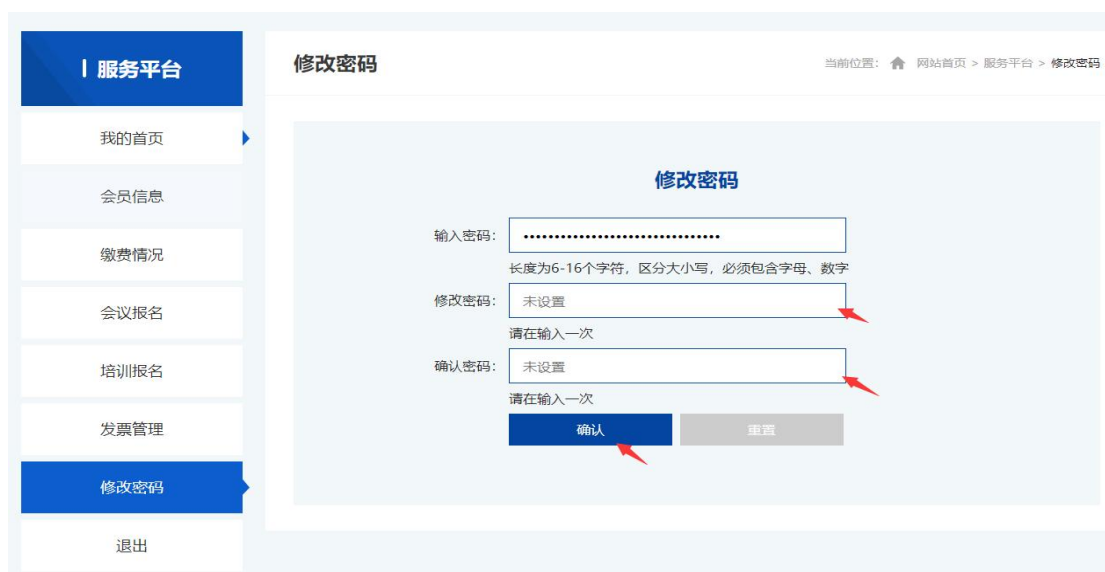 服务平台
我的首页
会员信息
缴费情况
会议报名
培训报名
发票管理
修改密码
退出
修改密码
当前位置: 网站首页 > 服务平台 > 修改密码
修改密码
输入密码: ••••••••••••••••••••••••••••••••
长度为6-16个字符，区分大小写，必须包含字母、数字
修改密码: 未设置
请在输入一次
确认密码: 未设置
请在输入一次
确认 重置